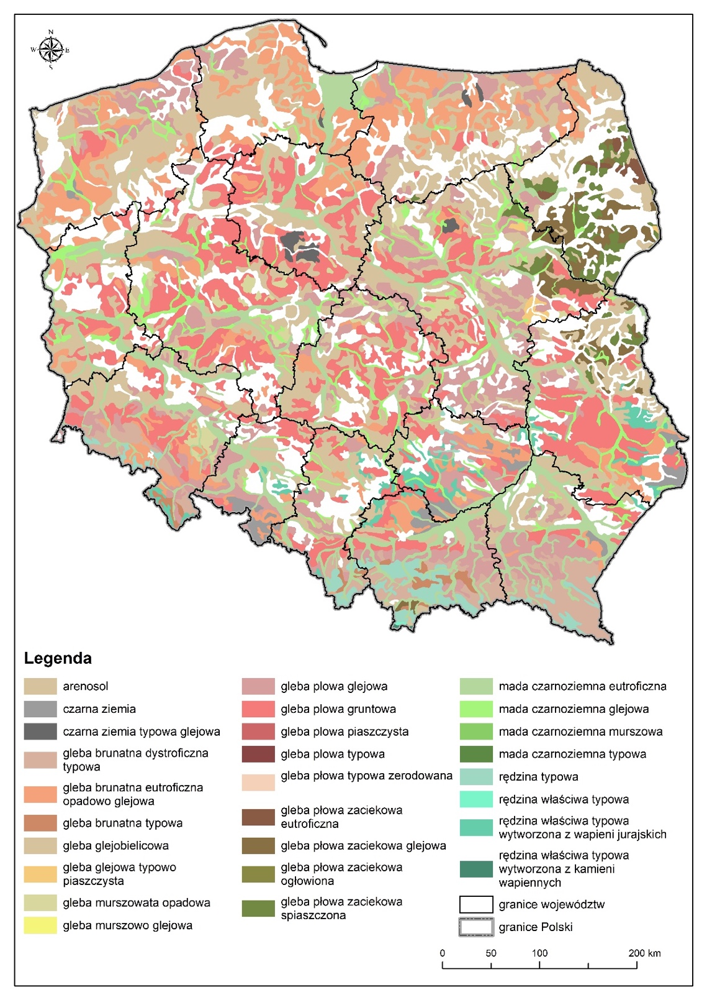 N
W E
S
Legenda
arenosol
czarna ziemia
czarna ziemia typowa glejowa
gleba brunatna dystroficzna
typowa
gleba brunatna eutroficzna
opadowo glejowa
gleba brunatna typowa
gleba glejobielicowa
gleba glejowa typowo
piaszczysta
gleba murszowata opadowa
gleba murszowo glejowa
gleba plowa glejowa
gleba plowa gruntowa
gleba plowa piaszczysta
gleba plowa typowa
gleba płowa typowa zerodowana
gleba płowa zaciekowa
eutroficzna
gleba płowa zaciekowa glejowa
gleba płowa zaciekowa
ogłowiona
gleba płowa zaciekowa
spiaszczona
mada czarnoziemna eutroficzna
mada czarnoziemna glejowa
mada czarnoziemna murszowa
mada czarnoziemna typowa
rędzina typowa
rędzina właściwa typowa
rędzina właściwa typowa
wytworzona z wapieni jurajskich
rędzina właściwa typowa
wytworzona z kamieni
wapiennych
granice województw
granice Polski
0 50 100 200 km